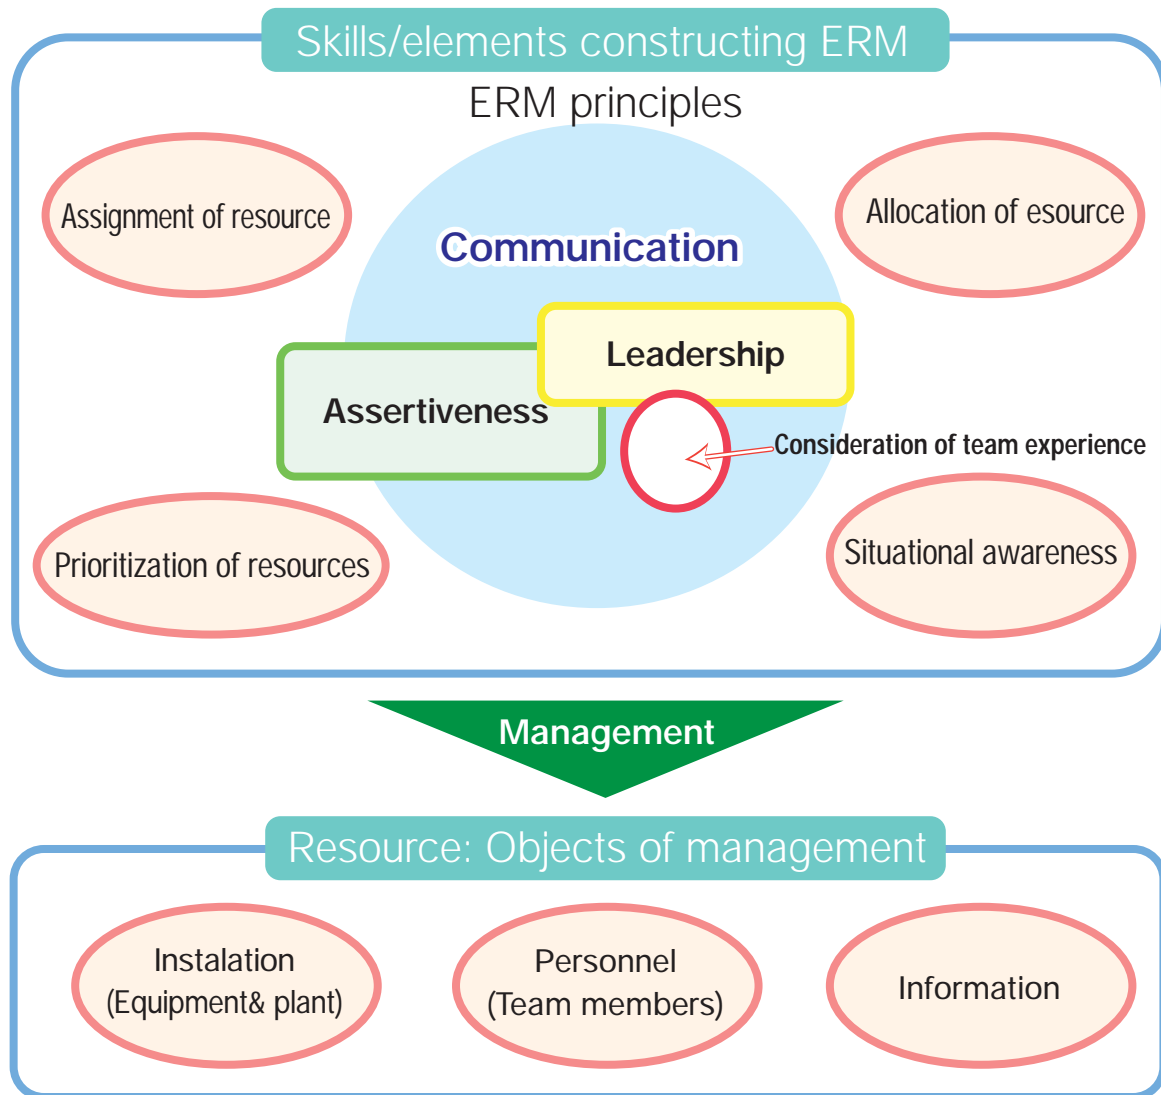 Skills/elements constructing ERM
ERM principles
Assignment of resource
Allocation of esource
Communication
Leadership
Assertiveness
Consideration of team experience
Prioritization of resources
Situational awareness
Management
Resource: Objects of management
Instalation
(Equipment& plant)
Personnel
(Team members)
Information